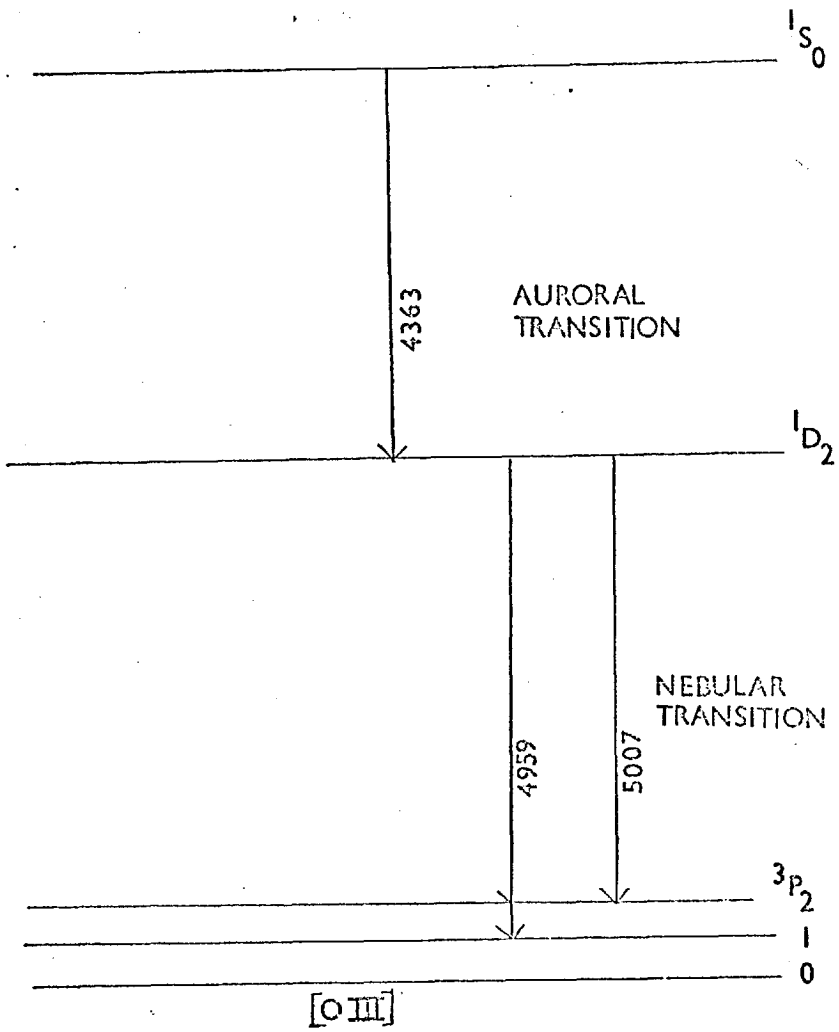 ¹S₀
4363
AURORAL
TRANSITION
¹D₂
NEBULAR
TRANSITION
4959
5007
³P₂
1
0
[O III]